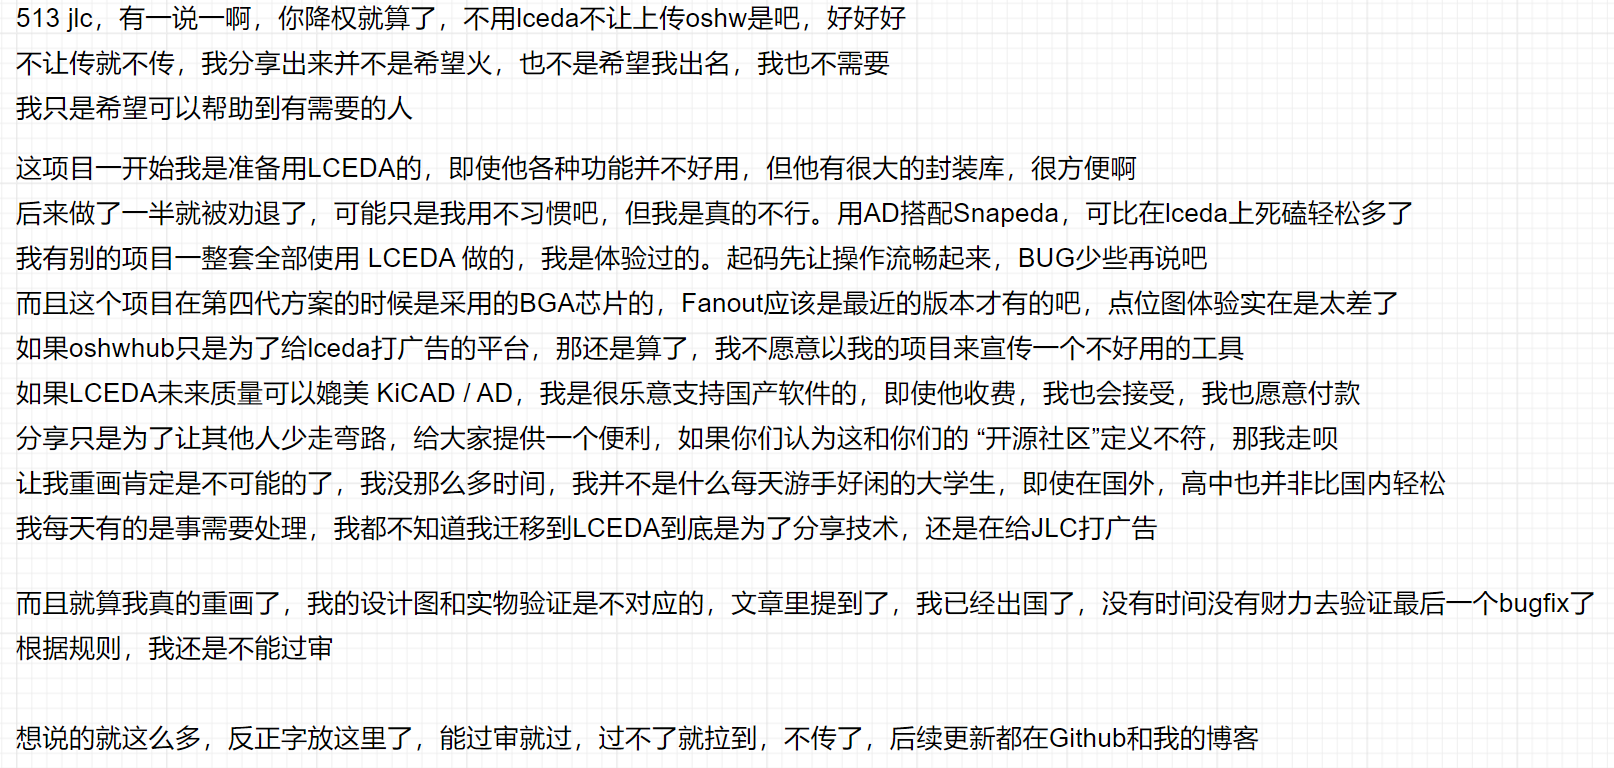 513 jlc，有一说一啊，你降权就算了，不用lceda不让上传oshw是吧，好好好
不让传就不传，我分享出来并不是希望火，也不是希望我出名，我也不需要
我只是希望可以帮助到有需要的人
这项目一开始我是准备用LCEDA的，即使他各种功能并不好用，但他有很大的封装库，很方便啊
后来做了一半就被劝退了，可能只是我用不习惯吧，但我是真的不行。用AD搭配Snapeda，可比在lceda上死磕轻松多了
我有别的项目一整套全部使用 LCEDA 做的，我是体验过的。起码先让操作流畅起来，BUG少些再说吧
而且这个项目在第四代方案的时候是采用的BGA芯片的，Fanout应该是最近的版本才有的吧，点位图体验实在是太差了
如果oshwhub只是为了给lceda打广告的平台，那还是算了，我不愿意以我的项目来宣传一个不好用的工具
如果LCEDA未来质量可以媲美 KiCAD / AD，我是很乐意支持国产软件的，即使他收费，我也会接受，我也愿意付款
分享只是为了让其他人少走弯路，给大家提供一个便利，如果你们认为这和你们的 “开源社区”定义不符，那我走呗
让我重画肯定是不可能的了，我没那么多时间，我并不是什么每天游手好闲的大学生，即使在国外，高中也并非比国内轻松
我每天有的是事需要处理，我都不知道我迁移到LCEDA到底是为了分享技术，还是在给JLC打广告
而且就算我真的重画了，我的设计图和实物验证是不对应的，文章里提到了，我已经出国了，没有时间没有财力去验证最后一个bugfix了
根据规则，我还是不能过审
想说的就这么多，反正字放这里了，能过审就过，过不了就拉到，不传了，后续更新都在Github和我的博客